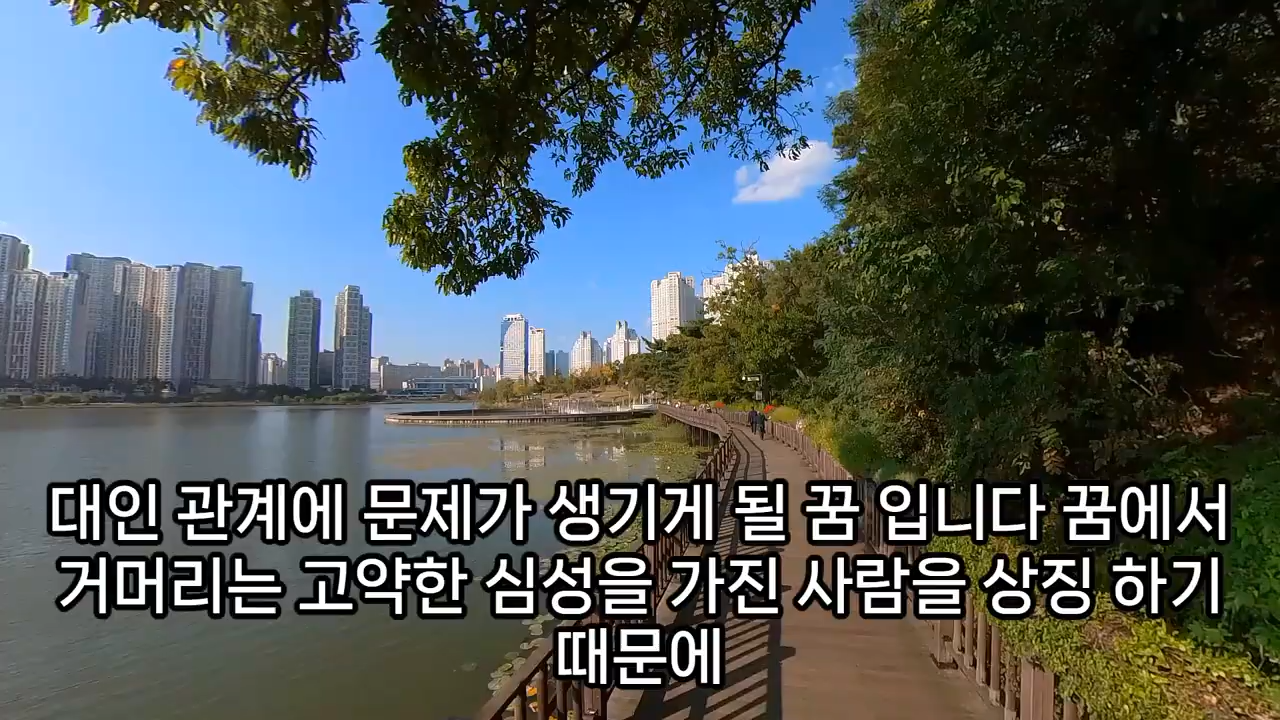 대인 관계에 문제가 생기게 될 꿈 입니다 꿈에서
거머리는 고약한 심성을 가진 사람을 상징 하기
때문에